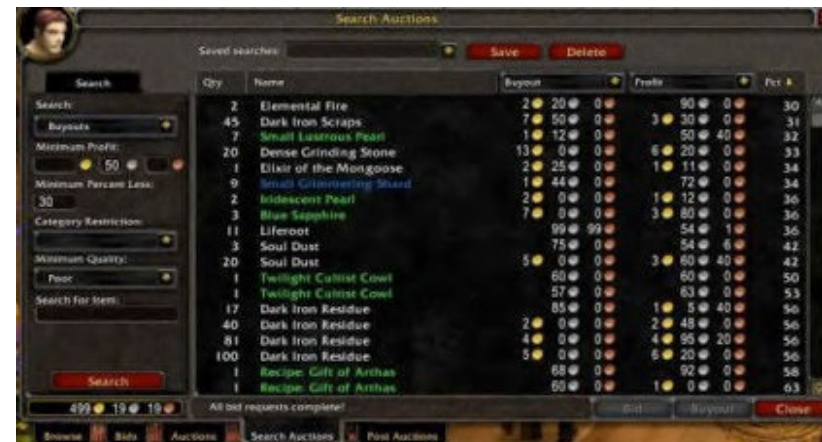 Search Auctions
Saved searches: Save Delete
Search Qty Name Buyout Profit Pct
Search:
Buyouts
Minimum Profit:
50
Minimum Percent Less:
30
Category Restriction:
Minimum Quality:
Poor
Search for Item:
Search
2 Elemental Fire 2 20 0 90 0 30
45 Dark Iron Scraps 7 50 0 3 30 0 31
7 Small Lustrous Pearl 1 12 0 50 40 32
20 Dense Grinding Stone 13 0 0 6 20 0 33
1 Elixir of the Mongoose 2 25 0 1 11 0 34
9 Small Glimmering Shard 1 44 0 72 0 34
2 Iridescent Pearl 2 0 0 1 12 0 36
3 Blue Sapphire 7 0 0 3 80 0 36
11 Liferoot 99 99 54 1 36
3 Soul Dust 75 0 54 6 42
20 Soul Dust 5 0 0 3 60 40 42
1 Twilight Cultist Cowl 60 0 60 0 50
1 Twilight Cultist Cowl 57 0 63 0 53
17 Dark Iron Residue 85 0 1 5 40 56
40 Dark Iron Residue 2 0 0 2 48 0 56
81 Dark Iron Residue 4 0 0 4 95 20 56
100 Dark Iron Residue 5 0 0 6 20 0 56
1 Recipe: Gift of Arthas 68 0 92 0 58
1 Recipe: Gift of Arthas 60 0 1 0 0 63
499 19 19 All bid requests complete! Bid Buyout Close
Browse Bids Auctions Search Auctions Post Auctions